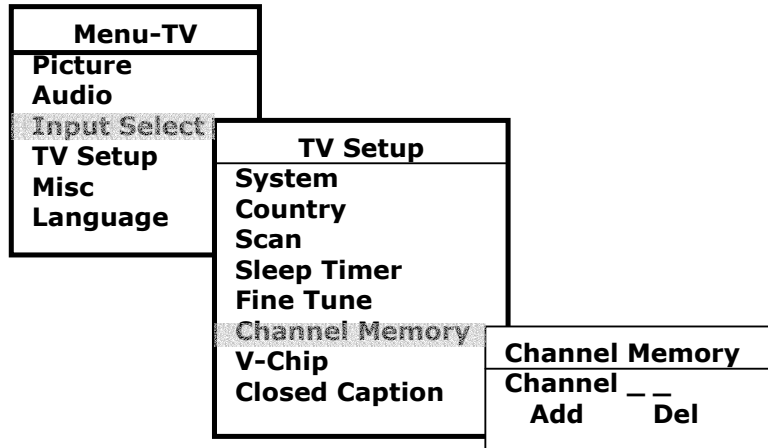 Menu-TV
Picture
Audio
Input Select
TV Setup
Misc
Language
TV Setup
System
Country
Scan
Sleep Timer
Fine Tune
Channel Memory
V-Chip
Closed Caption
Channel Memory
Channel _ _
Add Del